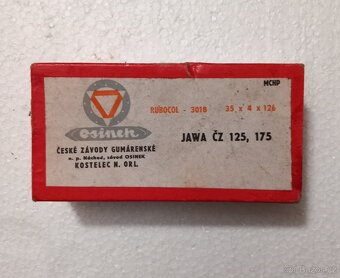 MCHP
RUBOCOL - 3018 35 x 4 x 126
Osinek
JAWA ČZ 125, 175
ČESKÉ ZÁVODY GUMÁRENSKÉ
n. p. Náchod, závod OSINEK
KOSTELEC N. ORL.